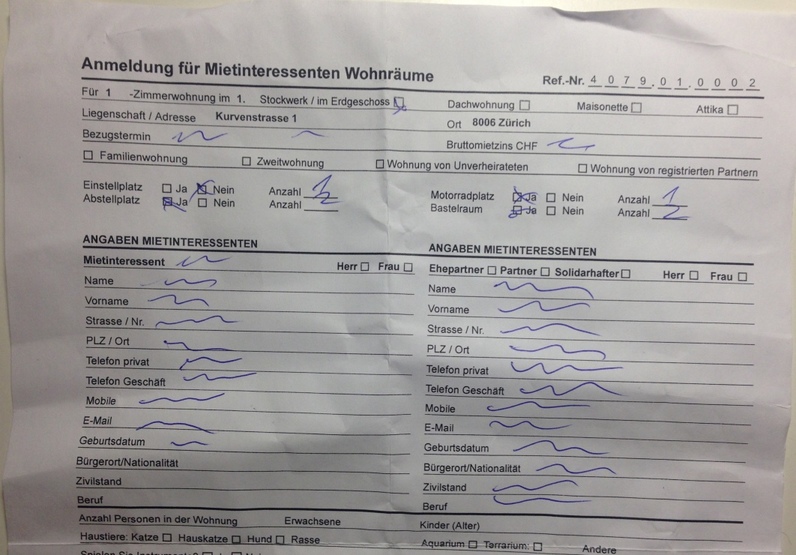 Anmeldung für Mietinteressenten Wohnräume
Ref.-Nr. 4 0 7 9 . 0 1 . 0 0 0 2
Für 1 -Zimmerwohnung im 1. Stockwerk / im Erdgeschoss ☒ Dachwohnung ☐ Maisonette ☐ Attika ☐
Liegenschaft / Adresse Kurvenstrasse 1 Ort 8006 Zürich
Bezugstermin Bruttomietzins CHF
☐ Familienwohnung ☐ Zweitwohnung ☐ Wohnung von Unverheirateten ☐ Wohnung von registrierten Partnern
Einstellplatz ☐ Ja ☒ Nein Anzahl 1 Motorradplatz ☒ Ja ☐ Nein Anzahl 1
Abstellplatz ☒ Ja ☐ Nein Anzahl 2 Bastelraum ☒ Ja ☐ Nein Anzahl 2
ANGABEN MIETINTERESSENTEN
Mietinteressent Herr ☐ Frau ☐
Name
Vorname
Strasse / Nr.
PLZ / Ort
Telefon privat
Telefon Geschäft
Mobile
E-Mail
Geburtsdatum
Bürgerort/Nationalität
Zivilstand
Beruf
ANGABEN MIETINTERESSENTEN
Ehepartner ☐ Partner ☐ Solidarhafter ☐ Herr ☐ Frau ☐
Name
Vorname
Strasse / Nr.
PLZ / Ort
Telefon privat
Telefon Geschäft
Mobile
E-Mail
Geburtsdatum
Bürgerort/Nationalität
Zivilstand
Beruf
Anzahl Personen in der Wohnung Erwachsene Kinder (Alter)
Haustiere: Katze ☐ Hauskatze ☐ Hund ☐ Rasse Aquarium ☐ Terrarium: ☐ Andere